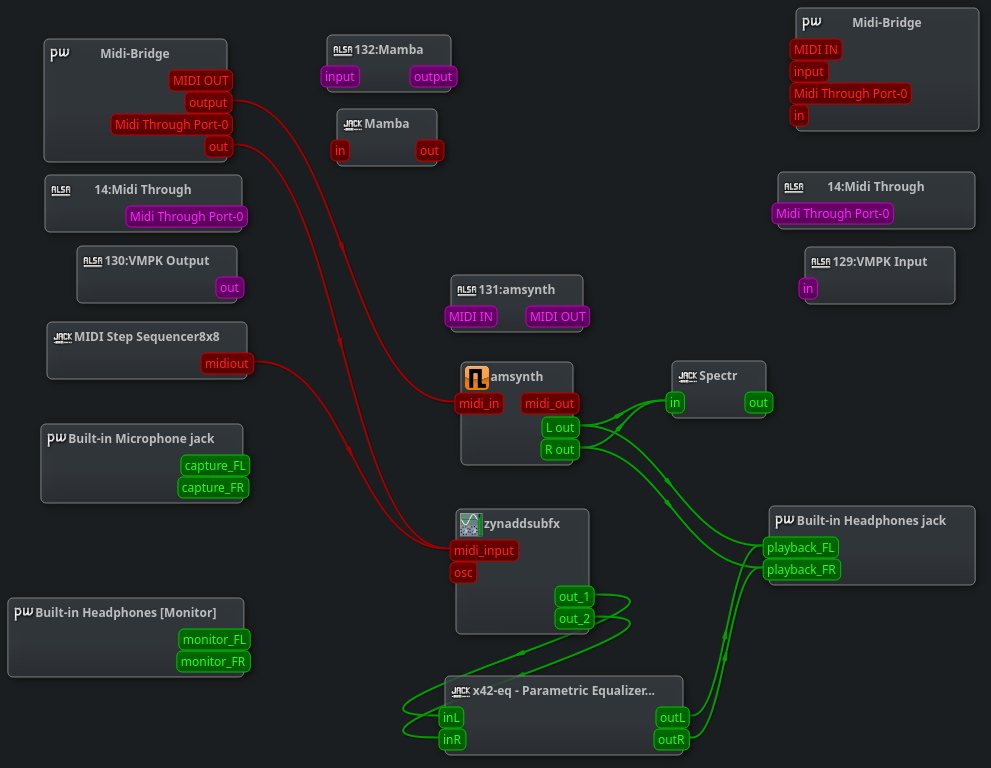 pw Midi-Bridge
MIDI OUT
output
Midi Through Port-0
out
ALSA 14:Midi Through
Midi Through Port-0
ALSA 130:VMPK Output
out
JACK MIDI Step Sequencer8x8
midiout
pw Built-in Microphone jack
capture_FL
capture_FR
pw Built-in Headphones [Monitor]
monitor_FL
monitor_FR
ALSA 132:Mamba
input output
JACK Mamba
in out
ALSA 131:amsynth
MIDI IN MIDI OUT
amsynth
midi_in midi_out
L out
R out
zynaddsubfx
midi_input
osc
out_1
out_2
JACK x42-eq - Parametric Equalizer...
inL outL
inR outR
JACK Spectr
in out
pw Midi-Bridge
MIDI IN
input
Midi Through Port-0
in
ALSA 14:Midi Through
Midi Through Port-0
ALSA 129:VMPK Input
in
pw Built-in Headphones jack
playback_FL
playback_FR